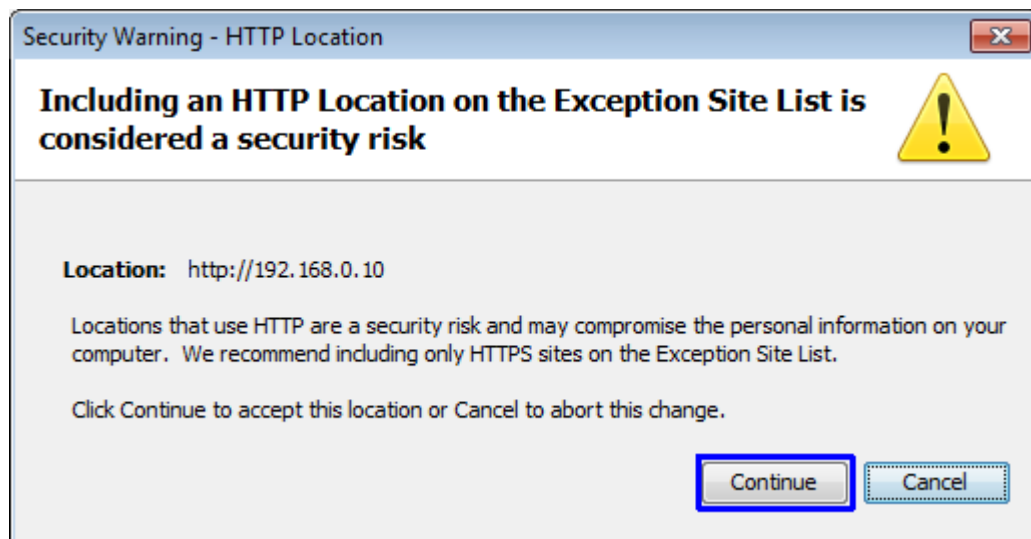 Security Warning - HTTP Location
Including an HTTP Location on the Exception Site List is
considered a security risk
Location: http://192.168.0.10
Locations that use HTTP are a security risk and may compromise the personal information on your
computer. We recommend including only HTTPS sites on the Exception Site List.
Click Continue to accept this location or Cancel to abort this change.
Continue Cancel